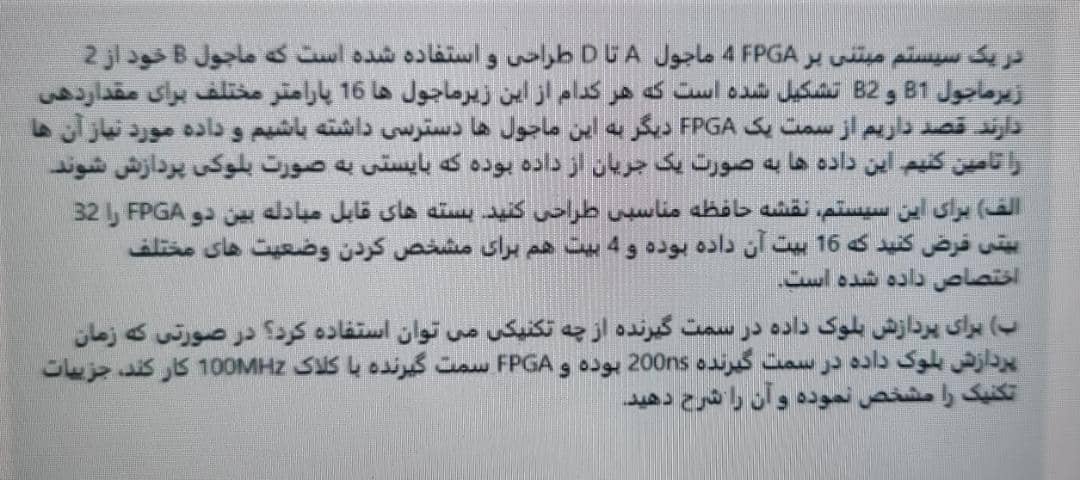 در یک سیستم مبتنی بر FPGA 4 ماجول A تا D طراحی و استفاده شده است که ماجول B خود از 2
زیرماجول B1 و B2 تشکیل شده است که هر کدام از این زیرماجول ها 16 پارامتر مختلف برای مقداردهی
دارند. قصد داریم از سمت یک FPGA دیگر به این ماجول ها دسترسی داشته باشیم و داده مورد نیاز آن ها
را تامین کنیم. این داده ها به صورت یک جریان از داده بوده که بایستی به صورت بلوکی پردازش شوند.
الف) برای این سیستم، نقشه حافظه مناسبی طراحی کنید. بسته های قابل مبادله بین دو FPGA را 32
بیتی فرض کنید که 16 بیت آن داده بوده و 4 بیت هم برای مشخص کردن وضعیت های مختلف
اختصاص داده شده است.
ب) برای پردازش بلوک داده در سمت گیرنده از چه تکنیکی می توان استفاده کرد؟ در صورتی که زمان
پردازش بلوک داده در سمت گیرنده 200ns بوده و FPGA سمت گیرنده با کلاک 100MHz کار کند، جزییات
تکنیک را مشخص نموده و آن را شرح دهید.